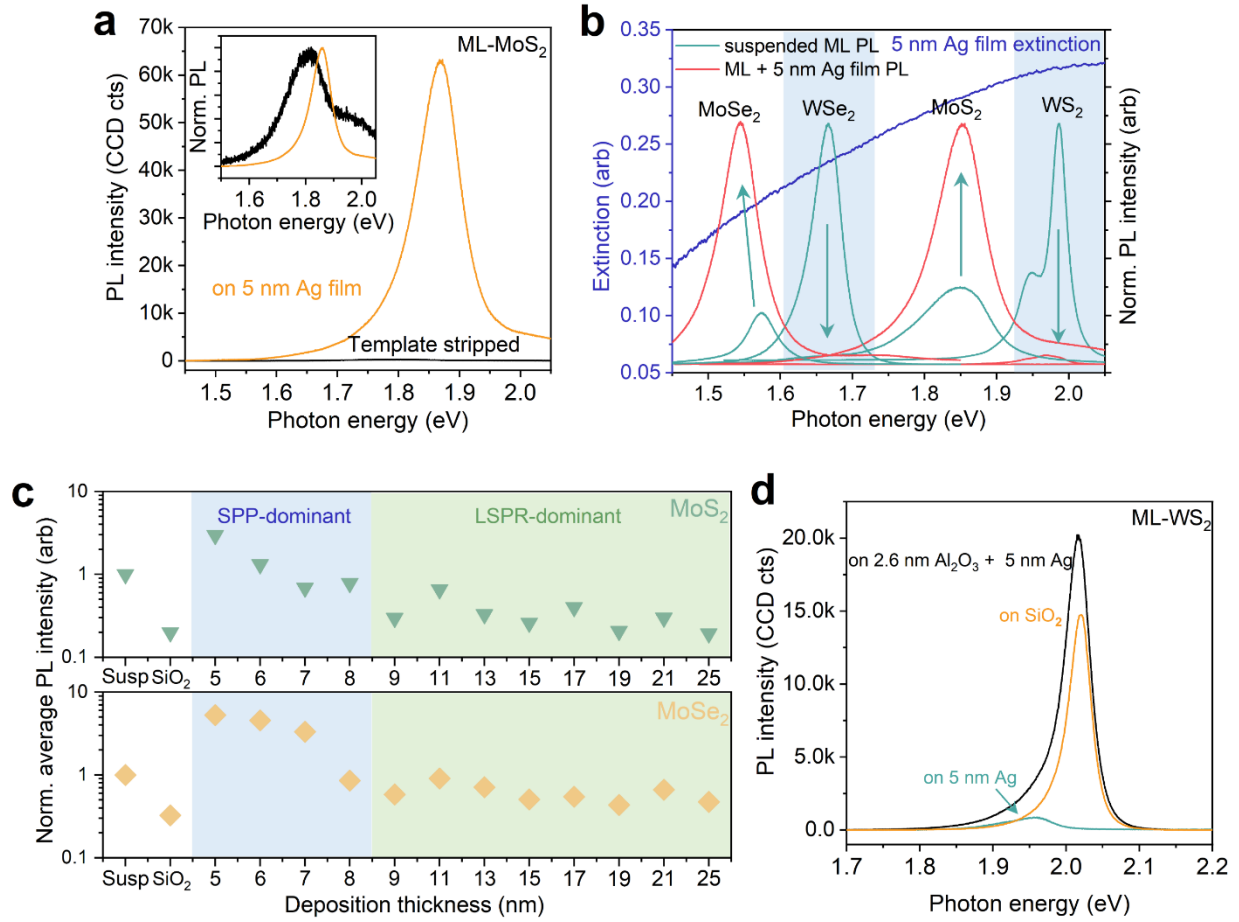 a
70k
60k
50k
40k
30k
20k
10k
0
PL intensity (CCD cts)
1.5 1.6 1.7 1.8 1.9 2.0
Photon energy (eV)
ML-MoS₂
Norm. PL
1.6 1.8 2.0
Photon energy (eV)
on 5 nm Ag film
Template stripped
b
suspended ML PL
ML + 5 nm Ag film PL
5 nm Ag film extinction
MoSe₂ WSe₂ MoS₂ WS₂
0.35
0.30
0.25
0.20
0.15
0.10
0.05
Extinction (arb)
Norm. PL intensity (arb)
1.5 1.6 1.7 1.8 1.9 2.0
Photon energy (eV)
c
Norm. average PL intensity (arb)
10
1
0.1
SPP-dominant LSPR-dominant MoS₂
Susp SiO₂ 5 6 7 8 9 11 13 15 17 19 21 25
10
1
0.1
MoSe₂
Susp SiO₂ 5 6 7 8 9 11 13 15 17 19 21 25
Deposition thickness (nm)
d
ML-WS₂
20.0k
15.0k
10.0k
5.0k
0.0
PL intensity (CCD cts)
on 2.6 nm Al₂O₃ + 5 nm Ag
on SiO₂
on 5 nm Ag
1.7 1.8 1.9 2.0 2.1 2.2
Photon energy (eV)